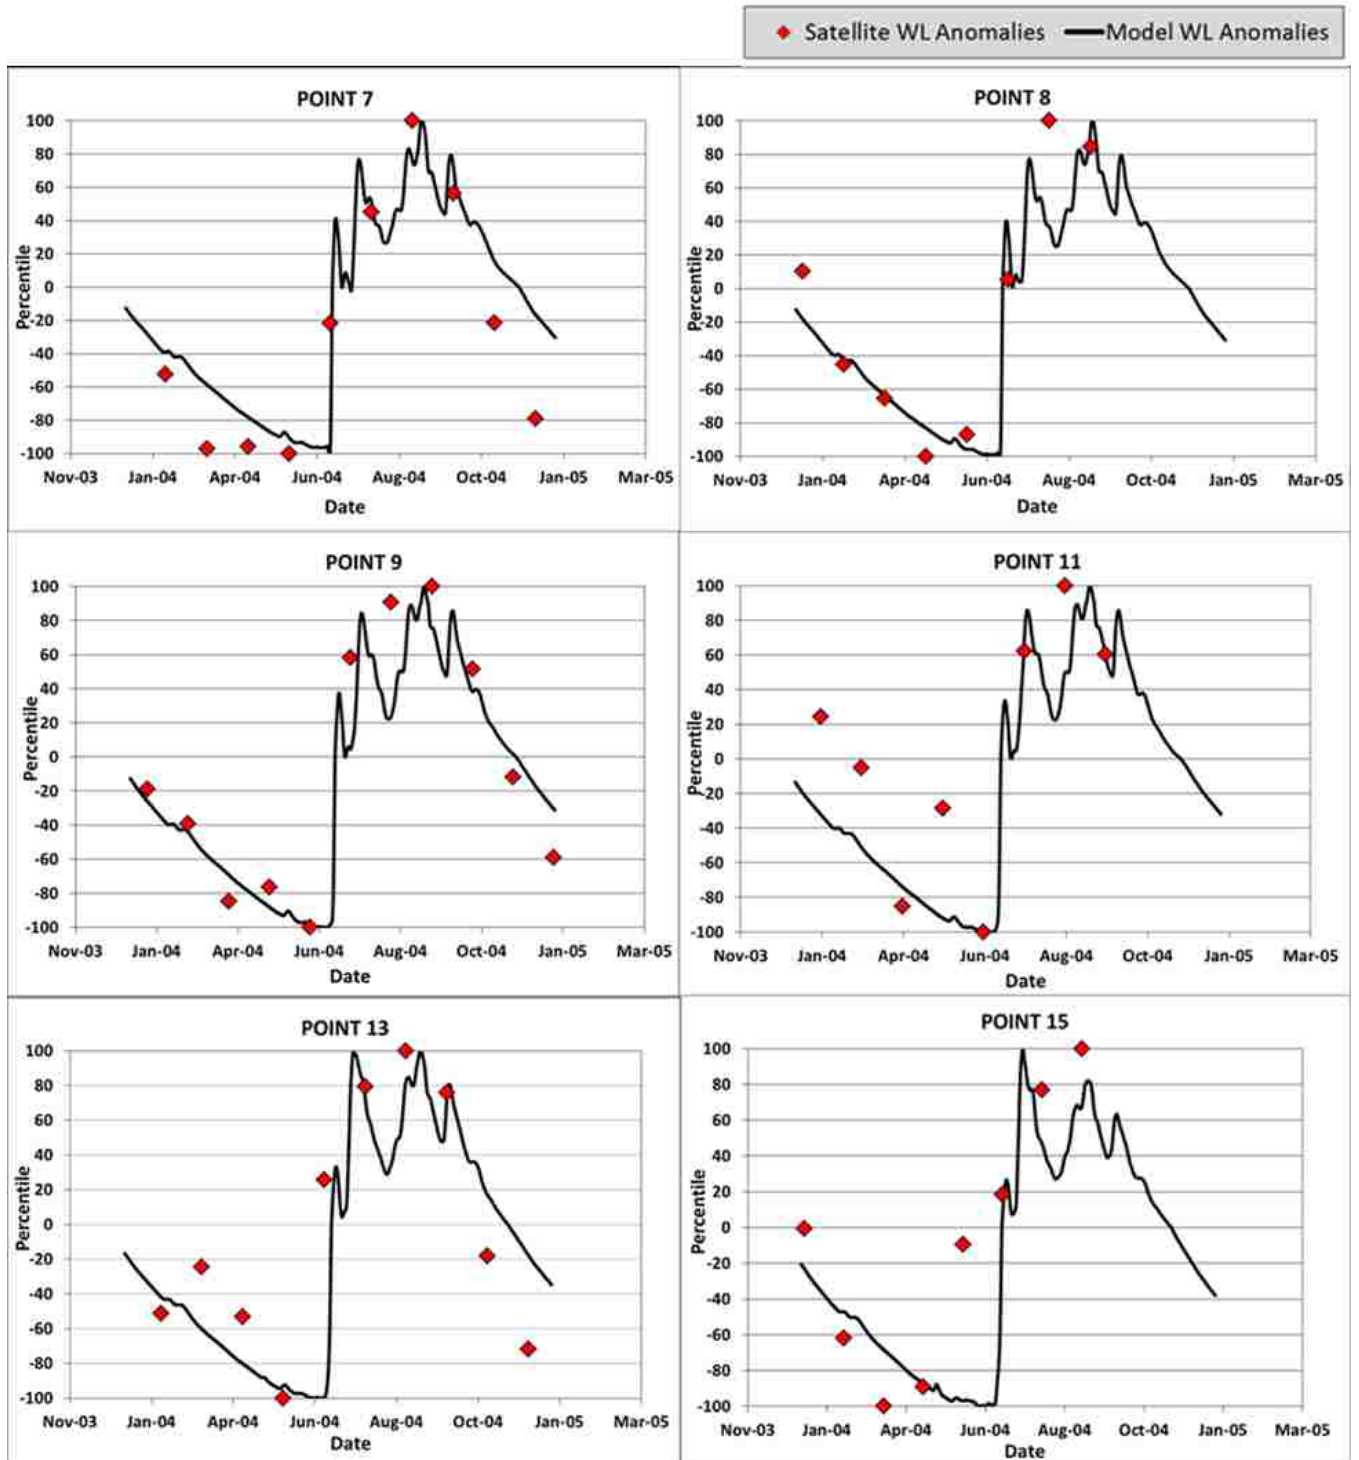 Satellite WL Anomalies Model WL Anomalies
POINT 7
Percentile
100
80
60
40
20
0
-20
-40
-60
-80
-100
Nov-03 Jan-04 Apr-04 Jun-04 Aug-04 Oct-04 Jan-05 Mar-05
Date
POINT 8
Percentile
100
80
60
40
20
0
-20
-40
-60
-80
-100
Nov-03 Jan-04 Apr-04 Jun-04 Aug-04 Oct-04 Jan-05 Mar-05
Date
POINT 9
Percentile
100
80
60
40
20
0
-20
-40
-60
-80
-100
Nov-03 Jan-04 Apr-04 Jun-04 Aug-04 Oct-04 Jan-05 Mar-05
Date
POINT 11
Percentile
100
80
60
40
20
0
-20
-40
-60
-80
-100
Nov-03 Jan-04 Apr-04 Jun-04 Aug-04 Oct-04 Jan-05 Mar-05
Date
POINT 13
Percentile
100
80
60
40
20
0
-20
-40
-60
-80
-100
Nov-03 Jan-04 Apr-04 Jun-04 Aug-04 Oct-04 Jan-05 Mar-05
Date
POINT 15
Percentile
100
80
60
40
20
0
-20
-40
-60
-80
-100
Nov-03 Jan-04 Apr-04 Jun-04 Aug-04 Oct-04 Jan-05 Mar-05
Date